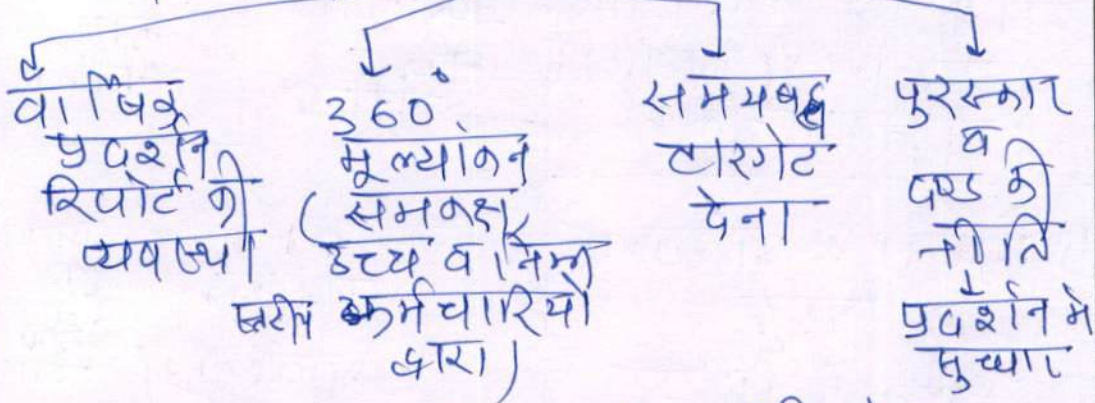 वार्षिक
प्रदर्शन
रिपोर्ट की
व्यवस्था
360°
मूल्यांकन
(समकक्ष,
उच्च व निम्न
स्तरीय कर्मचारियों
द्वारा)
समयबद्ध
टारगेट
देना
पुरस्कार
व
दण्ड की
नीति
↓
प्रदर्शन में
सुधार